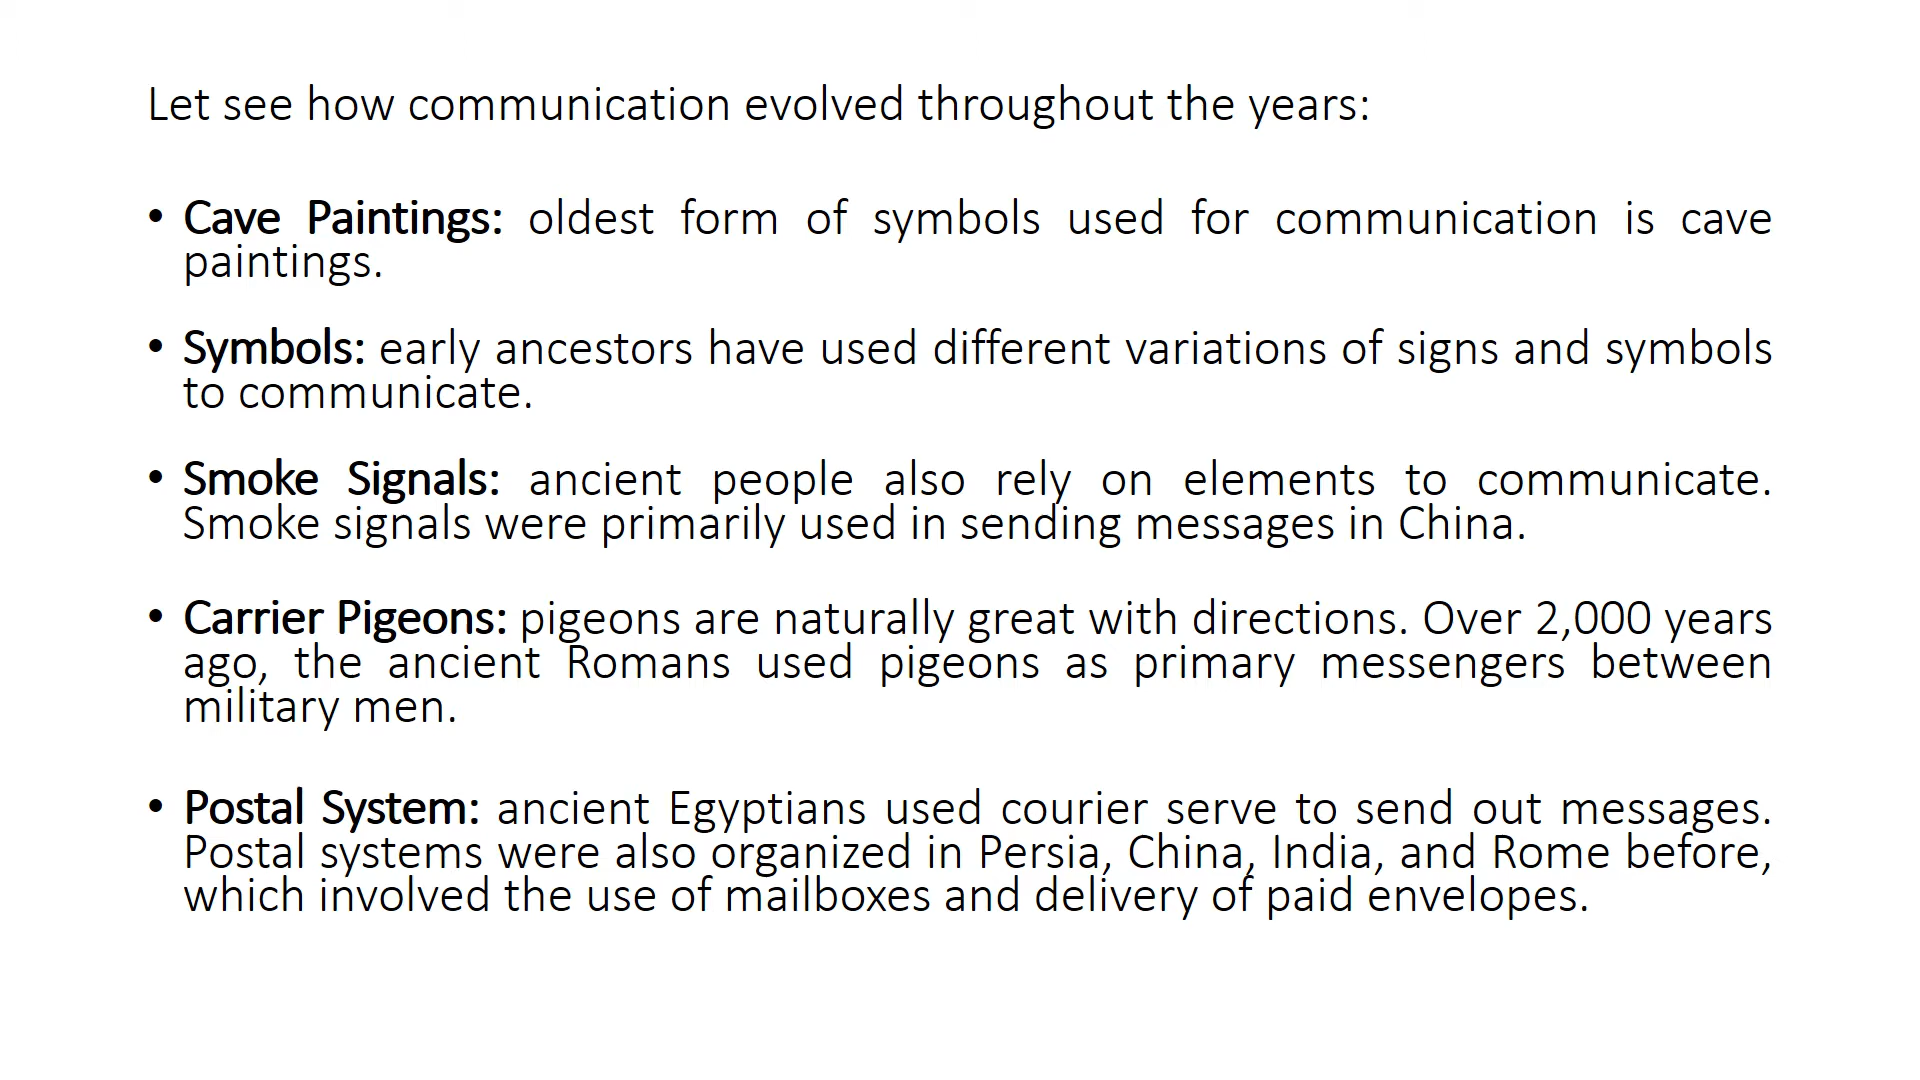 Let see how communication evolved throughout the years:
• Cave Paintings: oldest form of symbols used for communication is cave
paintings.
• Symbols: early ancestors have used different variations of signs and symbols
to communicate.
• Smoke Signals: ancient people also rely on elements to communicate.
Smoke signals were primarily used in sending messages in China.
• Carrier Pigeons: pigeons are naturally great with directions. Over 2,000 years
ago, the ancient Romans used pigeons as primary messengers between
military men.
• Postal System: ancient Egyptians used courier serve to send out messages.
Postal systems were also organized in Persia, China, India, and Rome before,
which involved the use of mailboxes and delivery of paid envelopes.